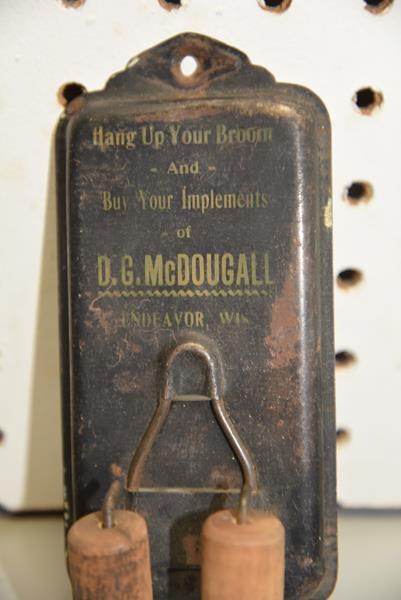 Hang Up Your Broom
- And -
Buy Your Implements
- of -
D.G. McDOUGALL
ENDEAVOR, WIS.